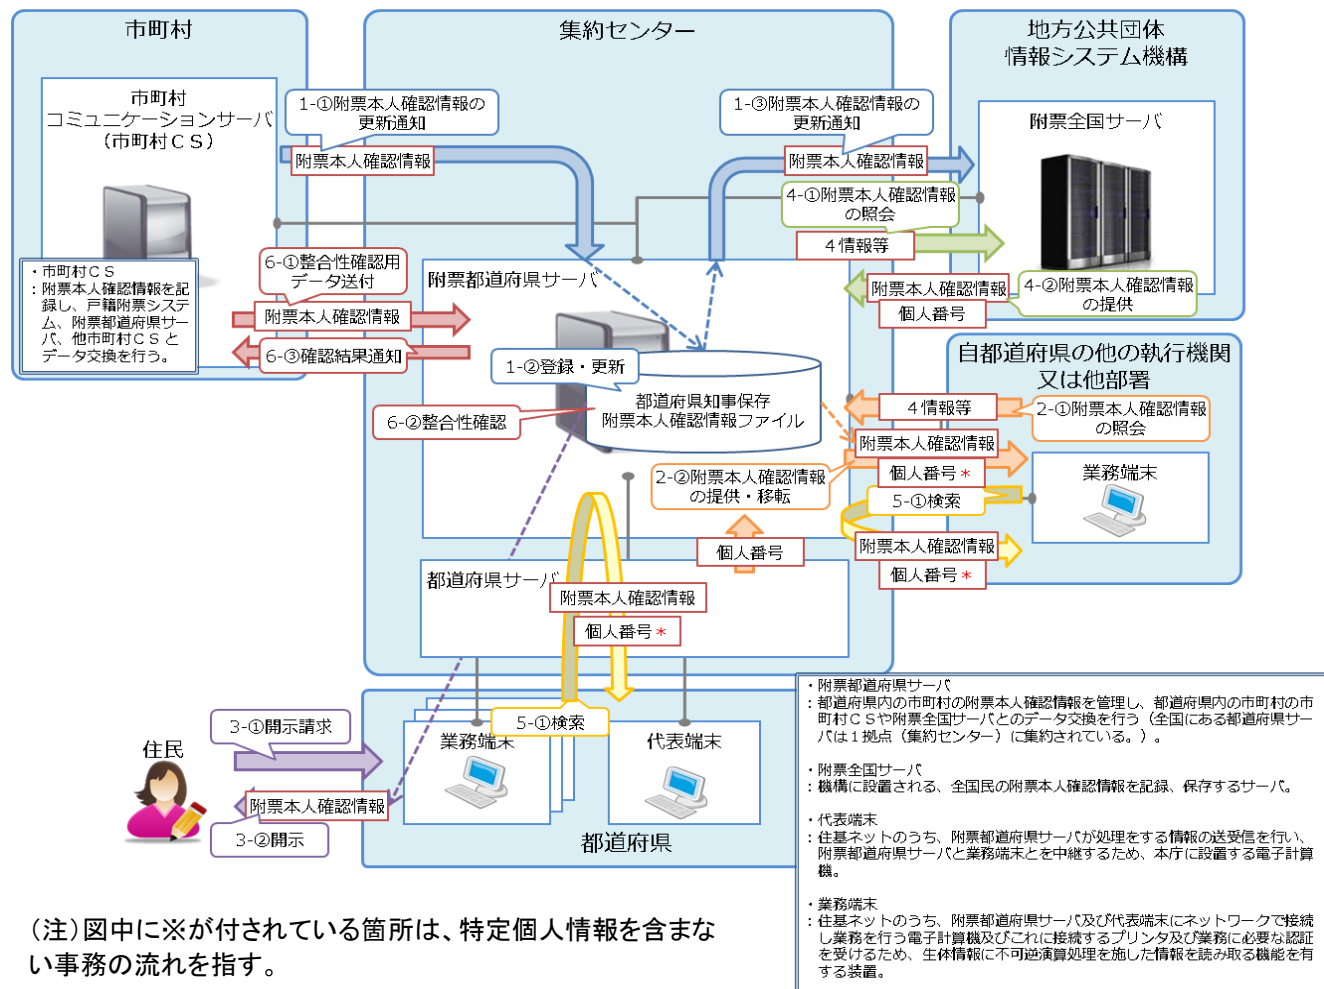 市町村
市町村
コミュニケーションサーバ
（市町村ＣＳ）
・市町村ＣＳ
：附票本人確認情報を記
録し、戸籍附票システ
ム、附票都道府県サー
バ、他市町村ＣＳと
データ交換を行う。
集約センター
1-①附票本人確認情報の
更新通知
附票本人確認情報
1-③附票本人確認情報の
更新通知
附票本人確認情報
地方公共団体
情報システム機構
附票全国サーバ
4-①附票本人確認情報
の照会
４情報等
附票本人確認情報
個人番号
4-②附票本人確認情報
の提供
6-①整合性確認用
データ送付
附票本人確認情報
6-③確認結果通知
附票都道府県サーバ
1-②登録・更新
都道府県知事保存
附票本人確認情報ファイル
6-②整合性確認
自都道府県の他の執行機関
又は他部署
４情報等
2-①附票本人確認情報
の照会
附票本人確認情報
個人番号＊
2-②附票本人確認情報
の提供・移転
業務端末
5-①検索
附票本人確認情報
個人番号＊
個人番号
都道府県サーバ
附票本人確認情報
個人番号＊
5-①検索
業務端末
代表端末
都道府県
3-①開示請求
住民
附票本人確認情報
3-②開示
・附票都道府県サーバ
：都道府県内の市町村の附票本人確認情報を管理し、都道府県内の市町村の市
町村ＣＳや附票全国サーバとのデータ交換を行う（全国にある都道府県サー
バは１拠点（集約センター）に集約されている。）。
・附票全国サーバ
：機構に設置される、全国民の附票本人確認情報を記録、保存するサーバ。
・代表端末
：住基ネットのうち、附票都道府県サーバが処理をする情報の送受信を行い、
附票都道府県サーバと業務端末とを中継するため、本庁に設置する電子計算
機。
・業務端末
：住基ネットのうち、附票都道府県サーバ及び代表端末にネットワークで接続
し業務を行う電子計算機及びこれに接続するプリンタ及び業務に必要な認証
を受けるため、生体情報に不可逆演算処理を施した情報を読み取る機能を有
する装置。
（注）図中に※が付されている箇所は、特定個人情報を含まな
い事務の流れを指す。